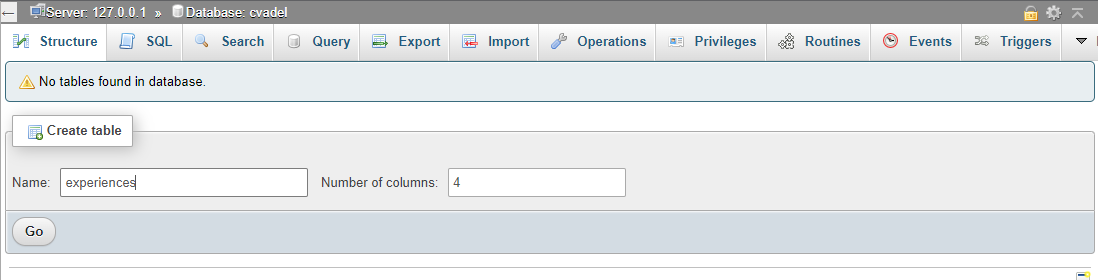 Server: 127.0.0.1 » Database: cvadel
Structure SQL Search Query Export Import Operations Privileges Routines Events Triggers
No tables found in database.
Create table
Name: experiences Number of columns: 4
Go